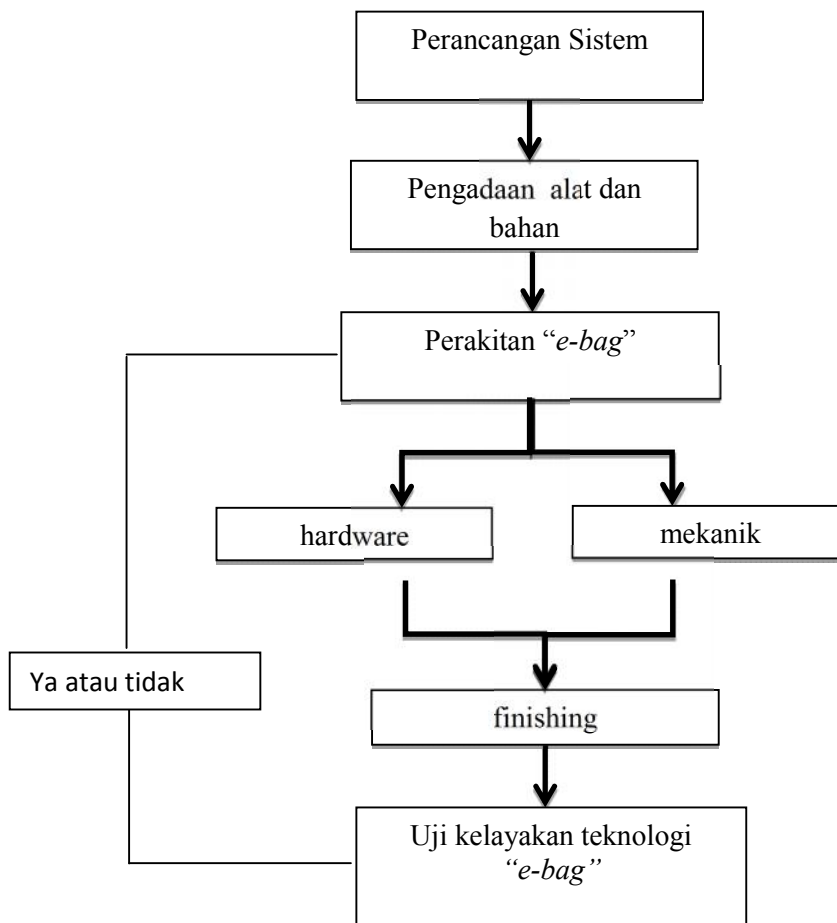 Perancangan Sistem
Pengadaan alat dan
bahan
Perakitan “e-bag”
hardware
mekanik
Ya atau tidak
finishing
Uji kelayakan teknologi
“e-bag”